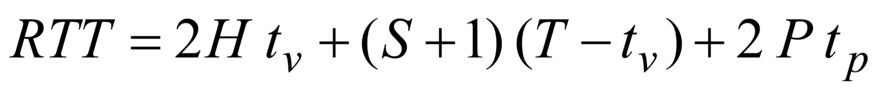 RTT = 2H t_v + (S + 1) (T − t_v) + 2 P t_p